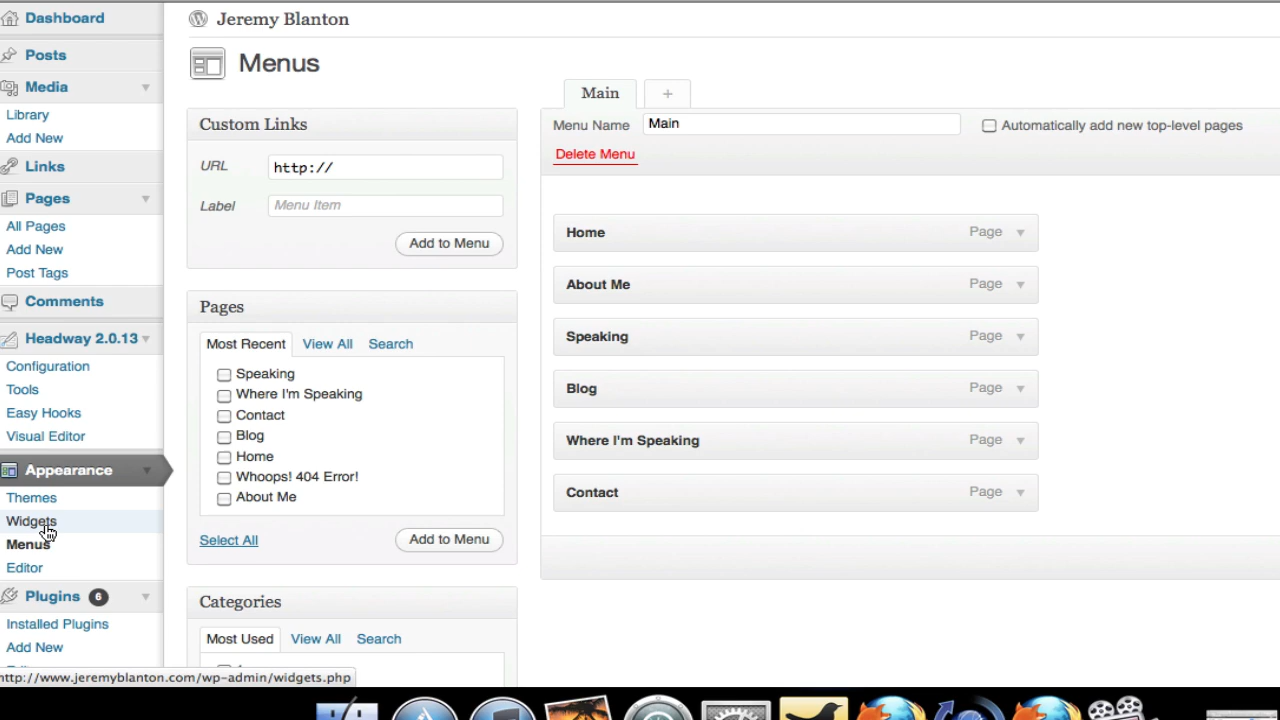 Dashboard
Posts
Media
Library
Add New
Links
Pages
All Pages
Add New
Post Tags
Comments
Headway 2.0.13
Configuration
Tools
Easy Hooks
Visual Editor
Appearance
Themes
Widgets
Menus
Editor
Plugins 6
Installed Plugins
Add New
http://www.jeremyblanton.com/wp-admin/widgets.php
Jeremy Blanton
Menus
Custom Links
URL http://
Label Menu Item
Add to Menu
Pages
Most Recent View All Search
Speaking
Where I'm Speaking
Contact
Blog
Home
Whoops! 404 Error!
About Me
Select All Add to Menu
Categories
Most Used View All Search
Main +
Menu Name Main Automatically add new top-level pages
Delete Menu
Home Page
About Me Page
Speaking Page
Blog Page
Where I'm Speaking Page
Contact Page